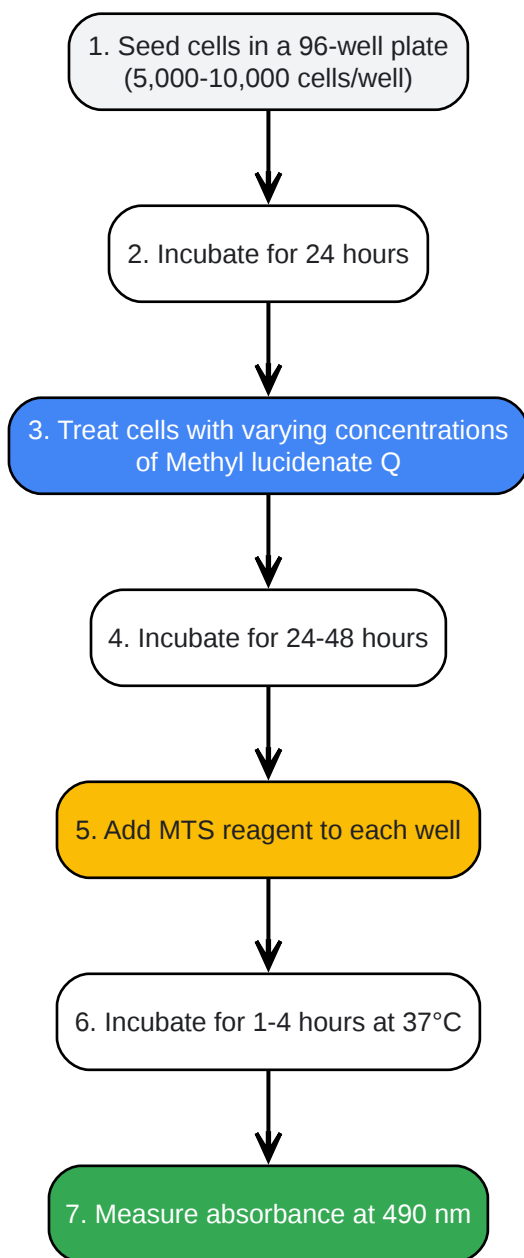 1. Seed cells in a 96-well plate
(5,000-10,000 cells/well)
2. Incubate for 24 hours
3. Treat cells with varying concentrations
of Methyl lucidenate Q
4. Incubate for 24-48 hours
5. Add MTS reagent to each well
6. Incubate for 1-4 hours at 37°C
7. Measure absorbance at 490 nm